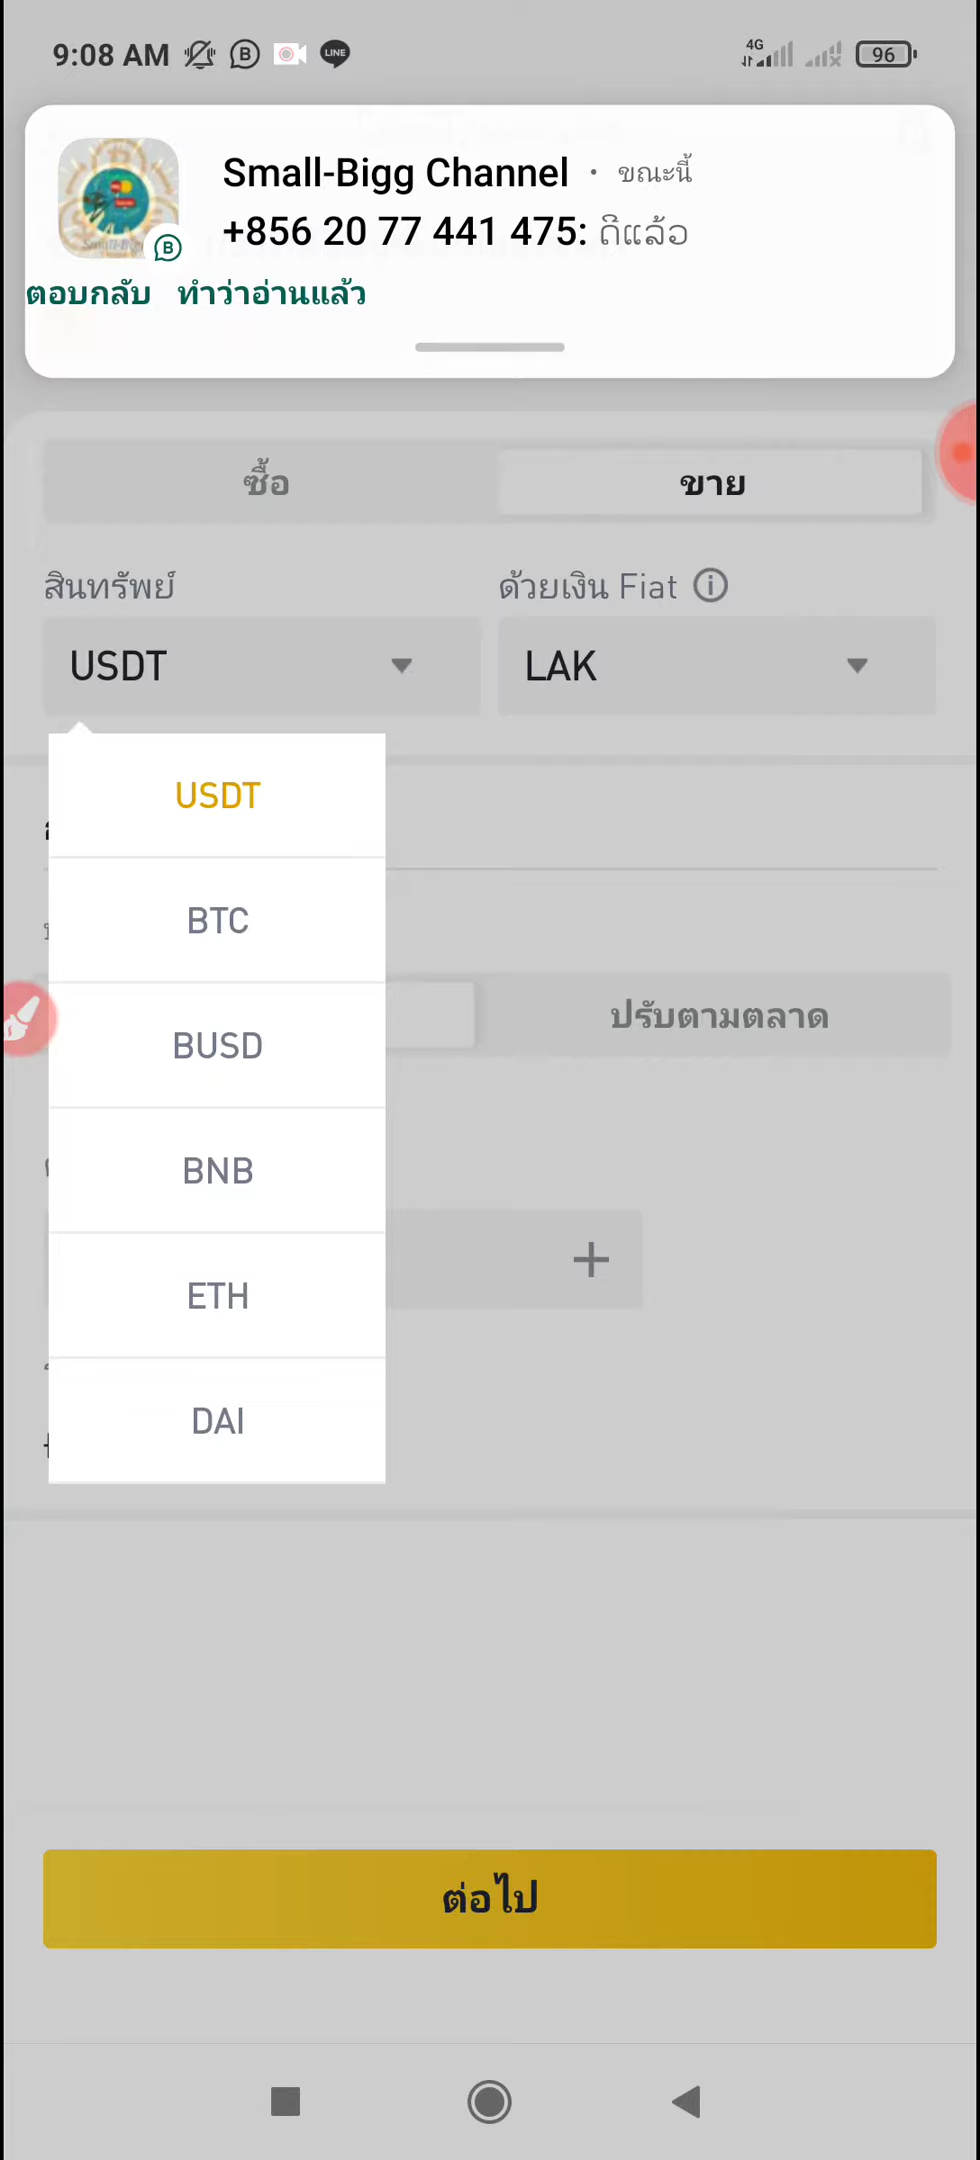 9:08 AM
4G
96
Small-Bigg Channel · ขณะนี้
+856 20 77 441 475: ດີແລ້ວ
ตอบกลับ ทำว่าอ่านแล้ว
ซื้อ
ขาย
สินทรัพย์
ด้วยเงิน Fiat
USDT
LAK
USDT
BTC
BUSD
ปรับตามตลาด
BNB
ETH
DAI
ต่อไป